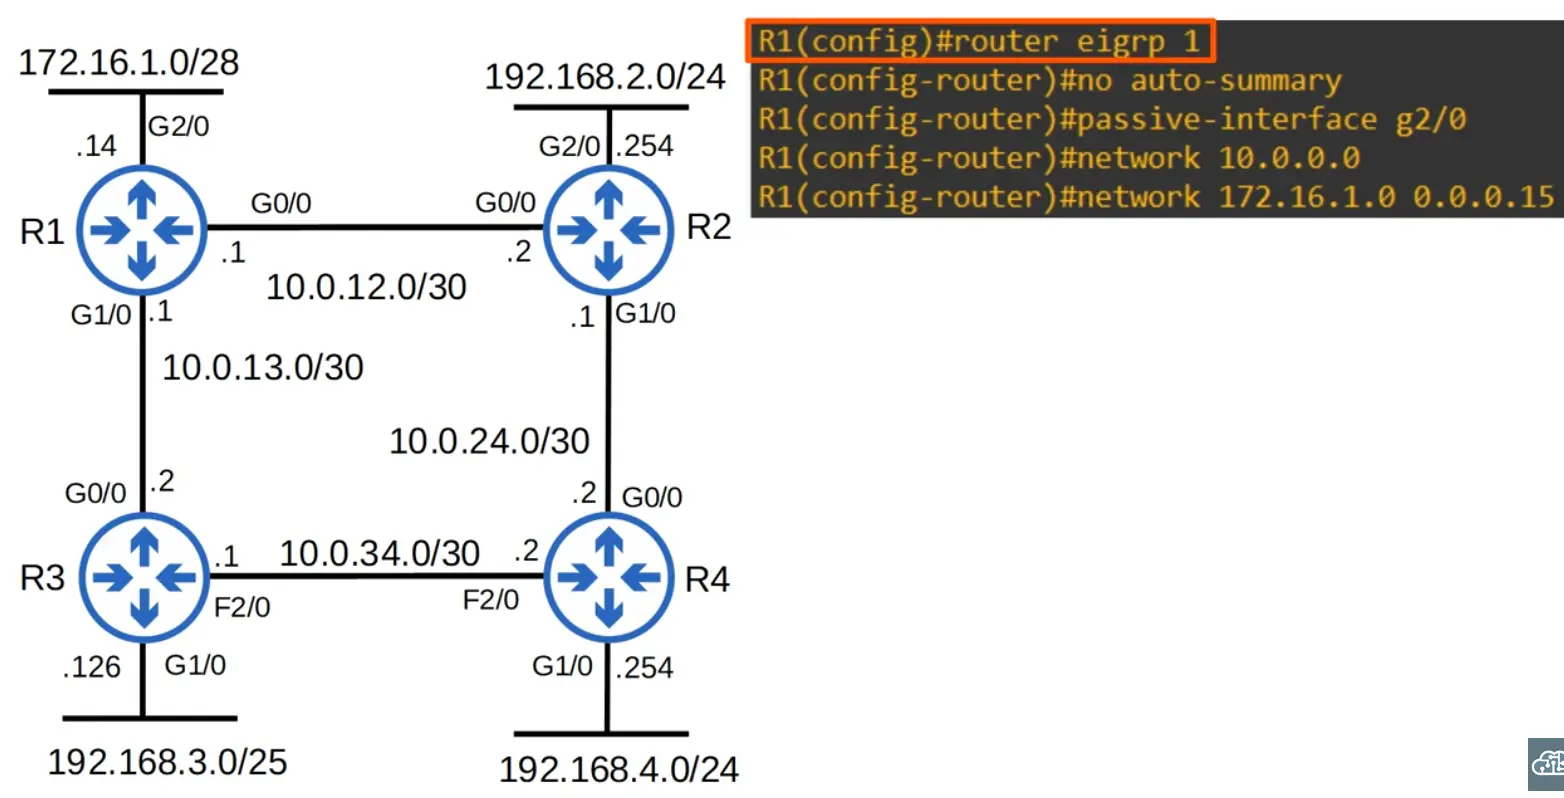 172.16.1.0/28
192.168.2.0/24
.14
G2/0
G2/0
.254
R1
G0/0
G0/0
R2
.1
.2
10.0.12.0/30
G1/0
.1
.1
G1/0
10.0.13.0/30
10.0.24.0/30
G0/0
.2
.2
G0/0
R3
.1
10.0.34.0/30
.2
R4
F2/0
F2/0
.126
G1/0
G1/0
.254
192.168.3.0/25
192.168.4.0/24
R1(config)#router eigrp 1
R1(config-router)#no auto-summary
R1(config-router)#passive-interface g2/0
R1(config-router)#network 10.0.0.0
R1(config-router)#network 172.16.1.0 0.0.0.15